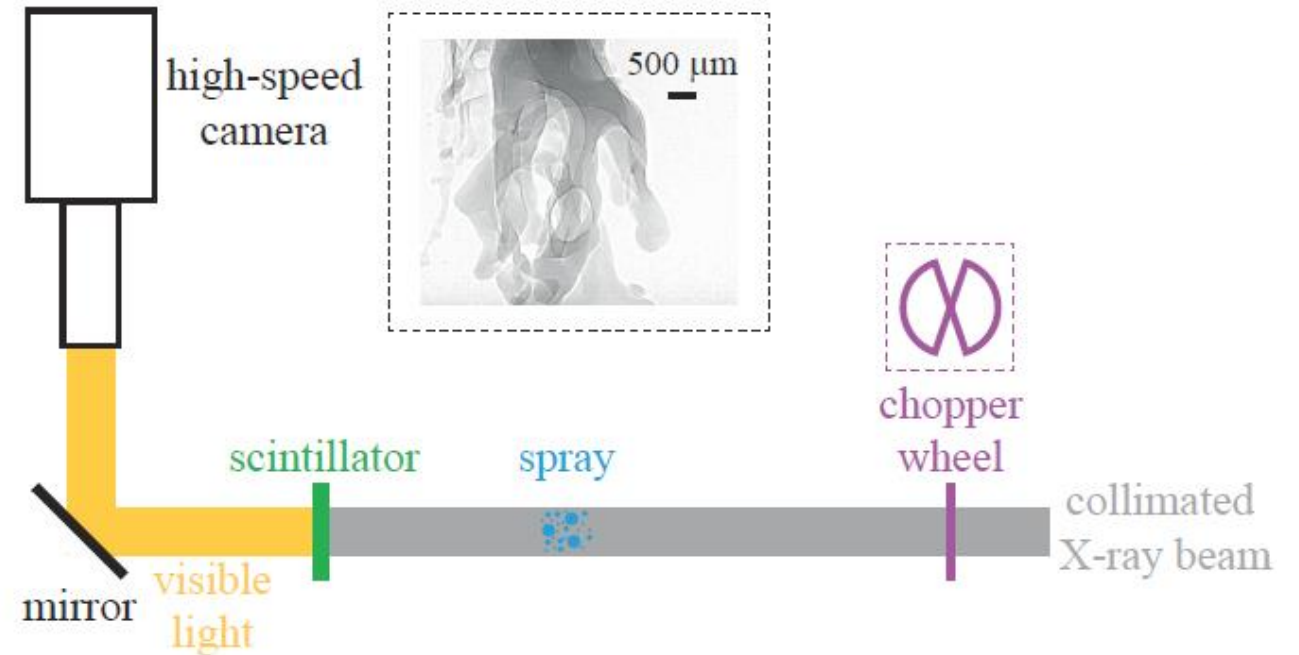 high-speed
camera
500 μm
chopper
wheel
scintillator
spray
collimated
X-ray beam
mirror
visible
light